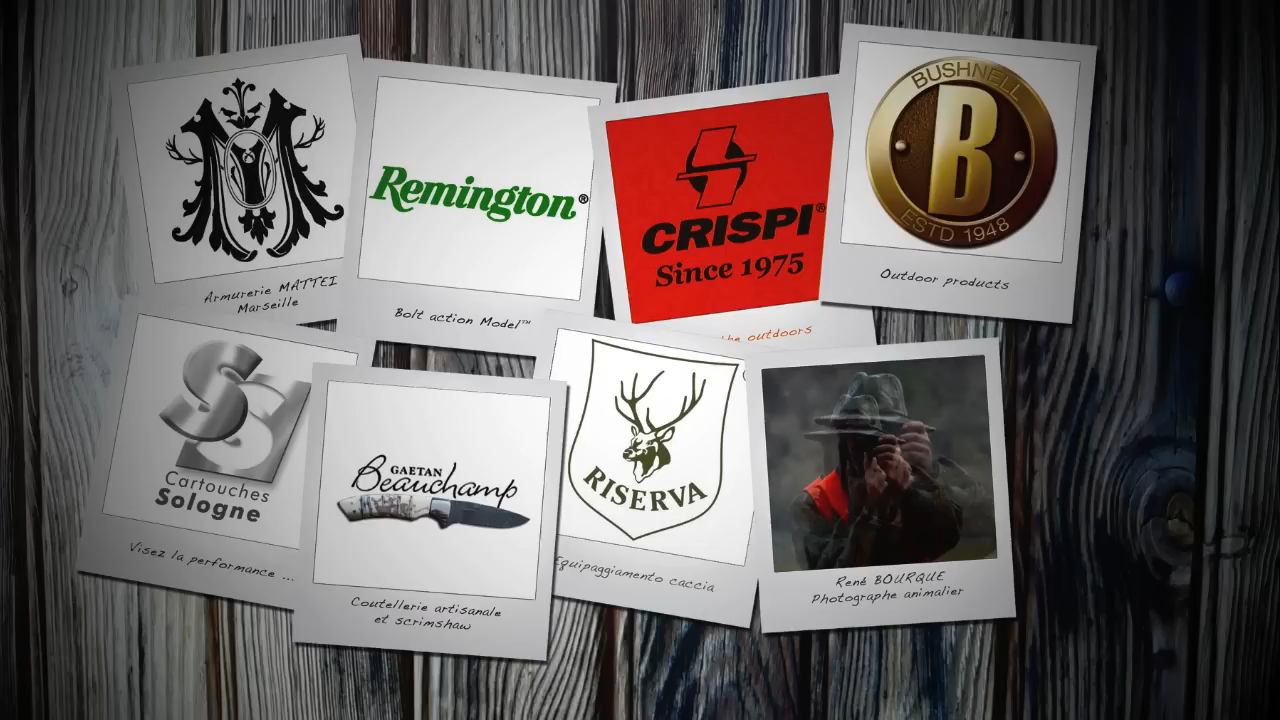 Armurerie MATTEI
Marseille
Remington®
Bolt action Model™
CRISPI®
Since 1975
the outdoors
BUSHNELL
B
ESTD 1948
Outdoor products
SS
Cartouches
Sologne
Visez la performance ...
GAETAN
Beauchamp
Coutellerie artisanale
et scrimshaw
RISERVA
Equipaggiamento caccia
René BOURQUE
Photographe animalier